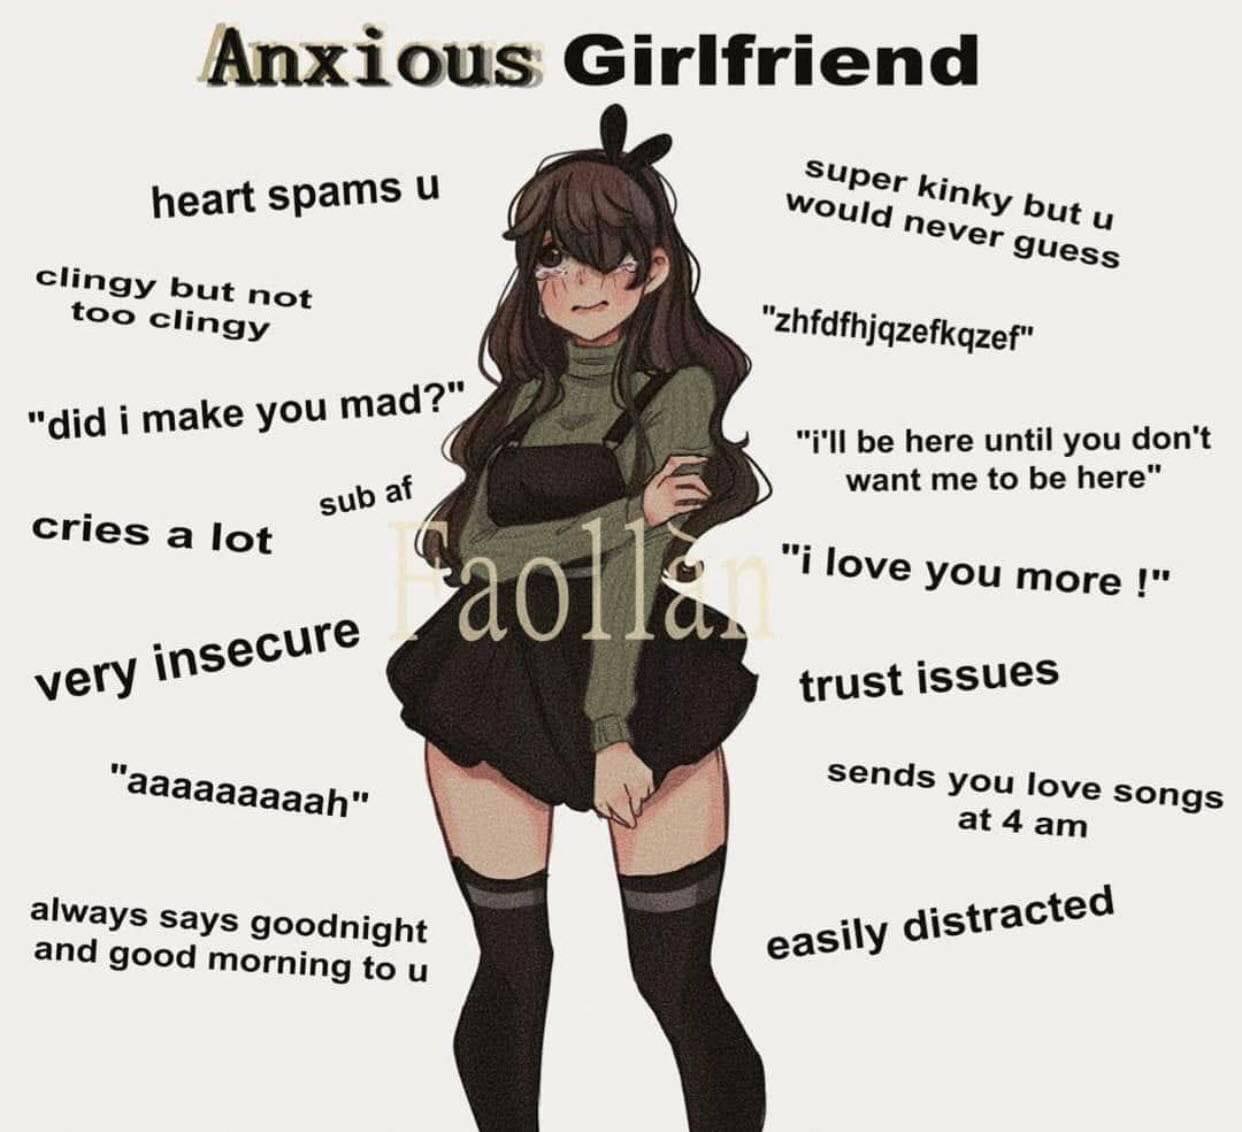 Anxious Girlfriend
heart spams u
clingy but not
too clingy
"did i make you mad?"
sub af
cries a lot
very insecure
"aaaaaaaaah"
always says goodnight
and good morning to u
super kinky but u
would never guess
"zhfdfhjqzefkqzef"
"i'll be here until you don't
want me to be here"
"i love you more !"
trust issues
sends you love songs
at 4 am
easily distracted
Faollàn